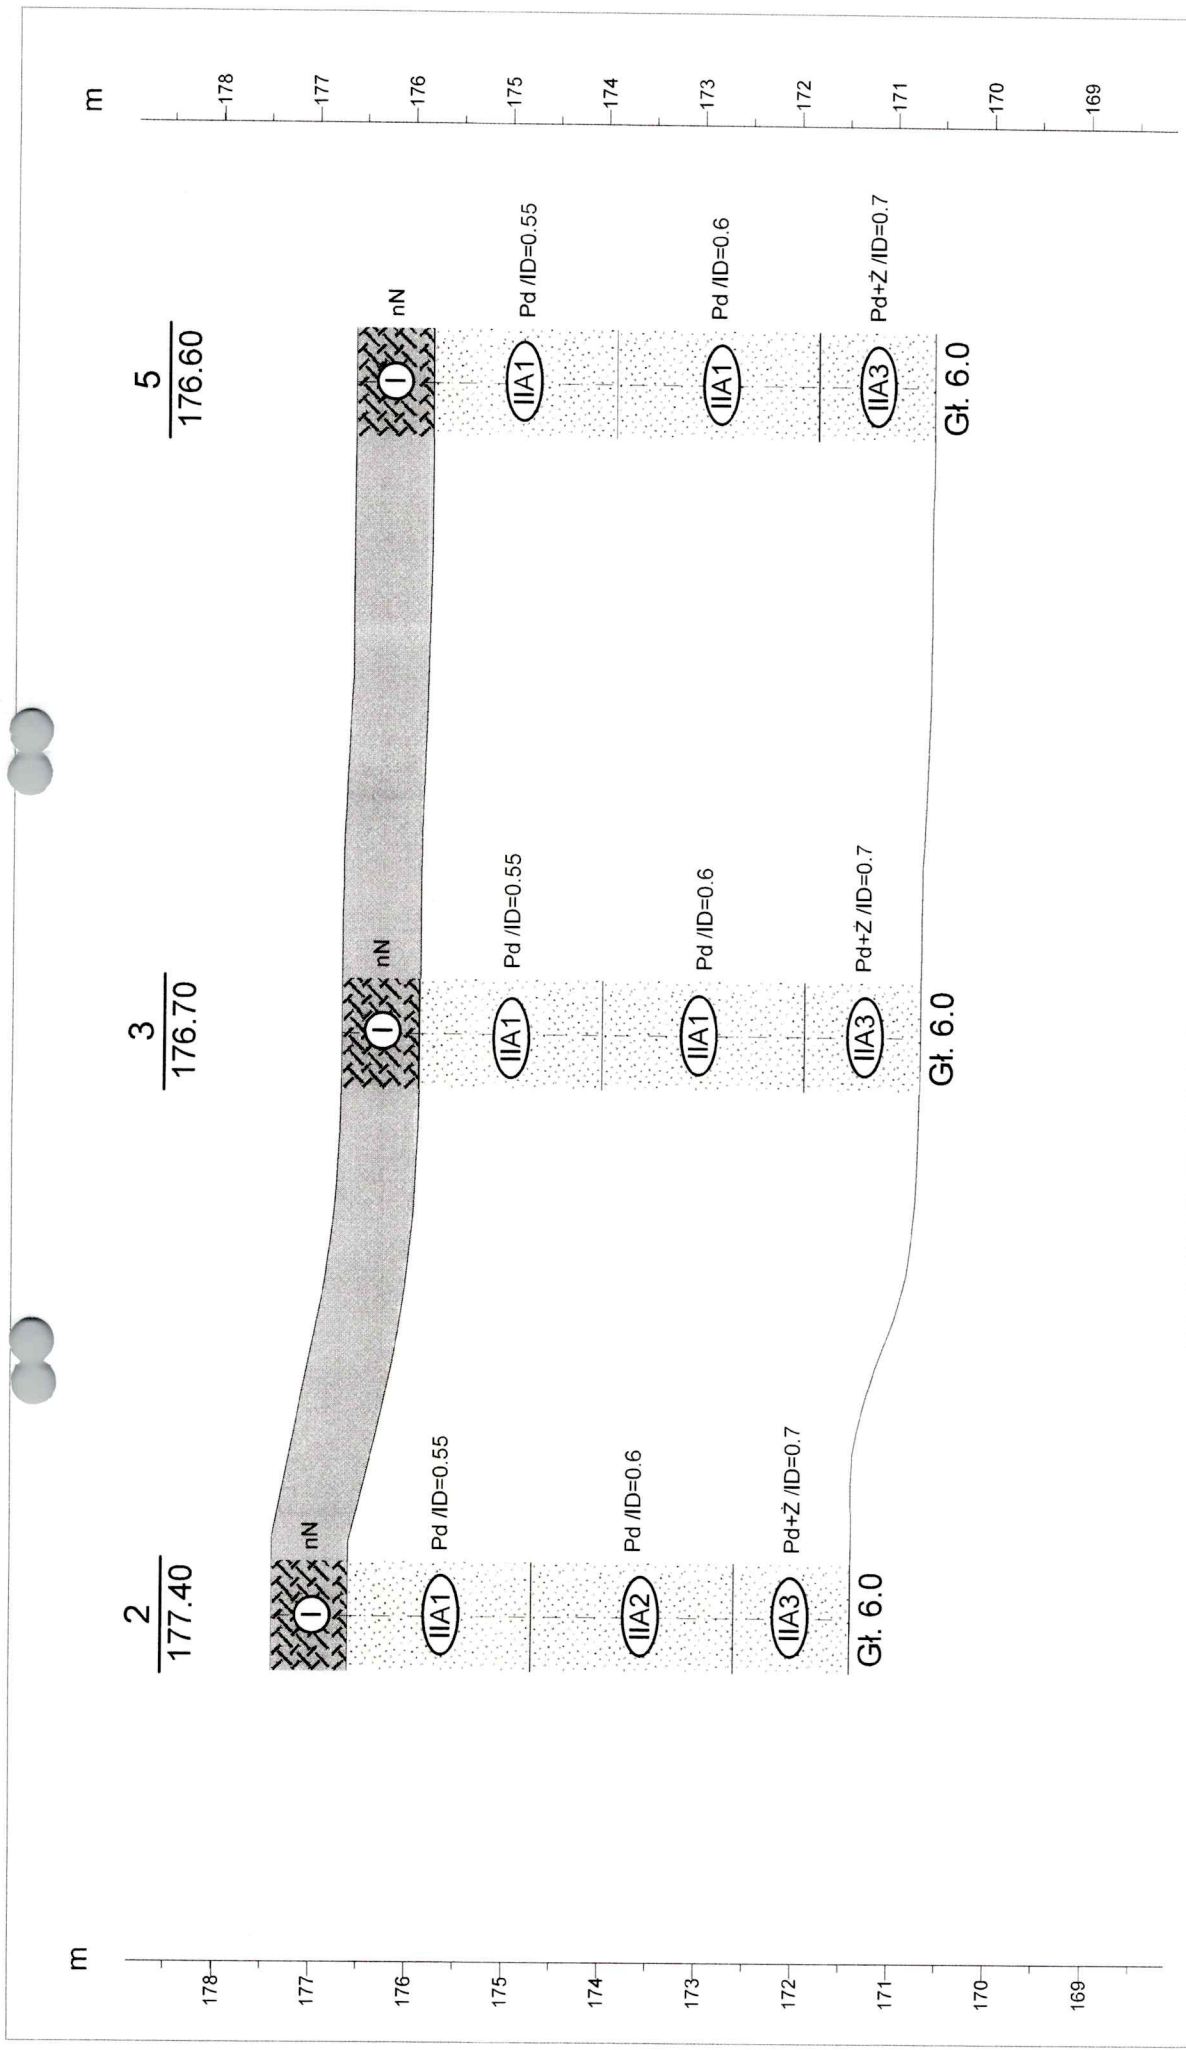 m
178
177
176
175
174
173
172
171
170
169
2
177.40
I
nN
IIA1
Pd /ID=0.55
IIA2
Pd /ID=0.6
IIA3
Pd+Ż /ID=0.7
Gł. 6.0
3
176.70
I
nN
IIA1
Pd /ID=0.55
IIA1
Pd /ID=0.6
IIA3
Pd+Ż /ID=0.7
Gł. 6.0
5
176.60
I
nN
IIA1
Pd /ID=0.55
IIA1
Pd /ID=0.6
IIA3
Pd+Ż /ID=0.7
Gł. 6.0
m
178
177
176
175
174
173
172
171
170
169